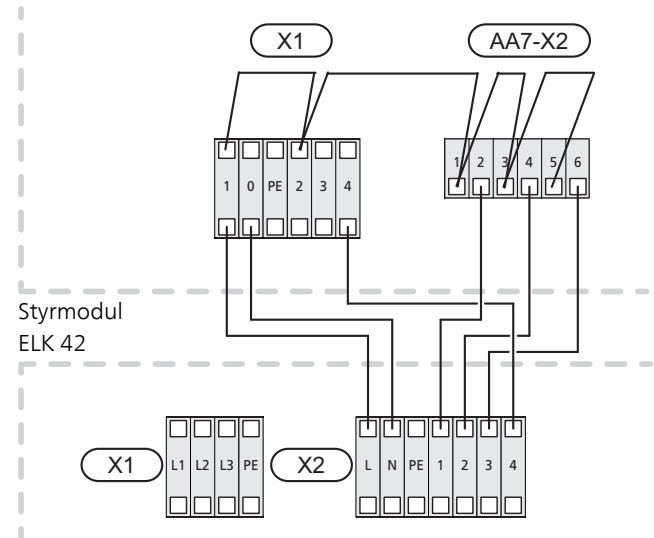 X1 AA7-X2
1 0 PE 2 3 4
1 2 3 4 5 6
Styrmodul
ELK 42
X1 L1 L2 L3 PE X2 L N PE 1 2 3 4